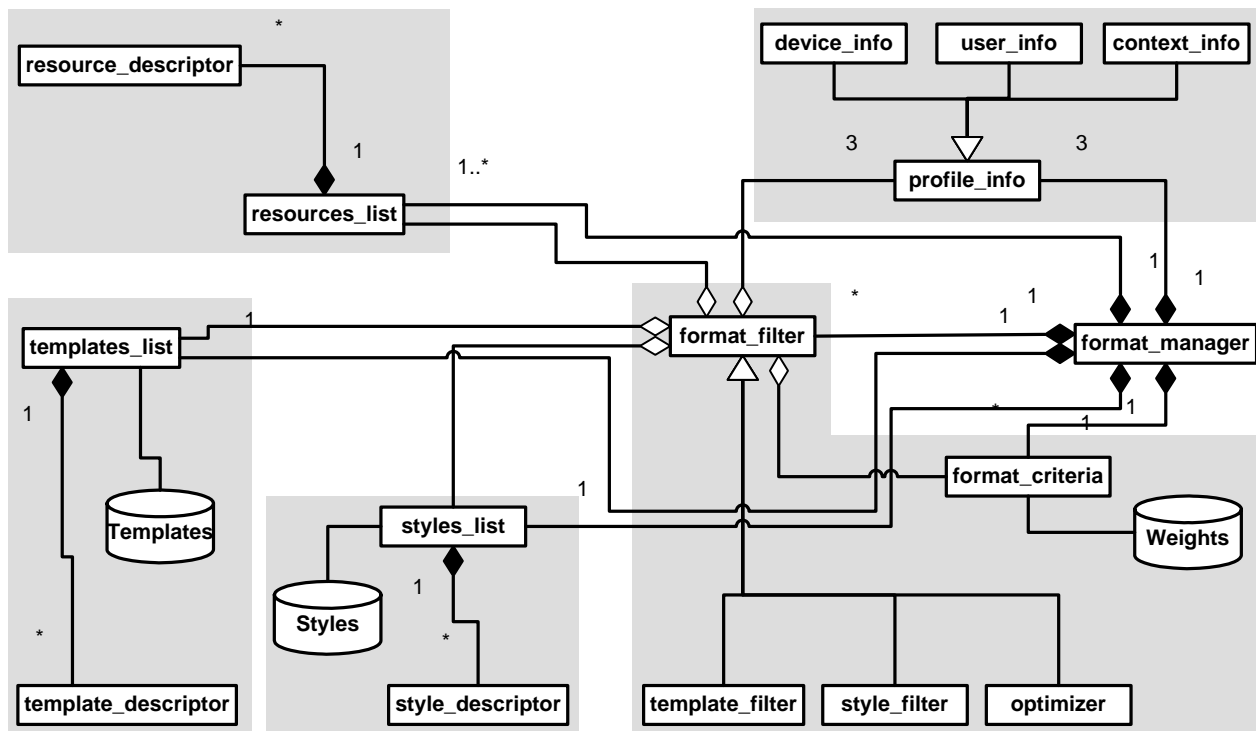 *
device_info
user_info
context_info
resource_descriptor
3
3
1
1..*
profile_info
resources_list
1
1
*
1
1
1
templates_list
format_filter
format_manager
1
*
1
1
format_criteria
1
Templates
styles_list
Weights
1
Styles
*
*
template_descriptor
style_descriptor
template_filter
style_filter
optimizer